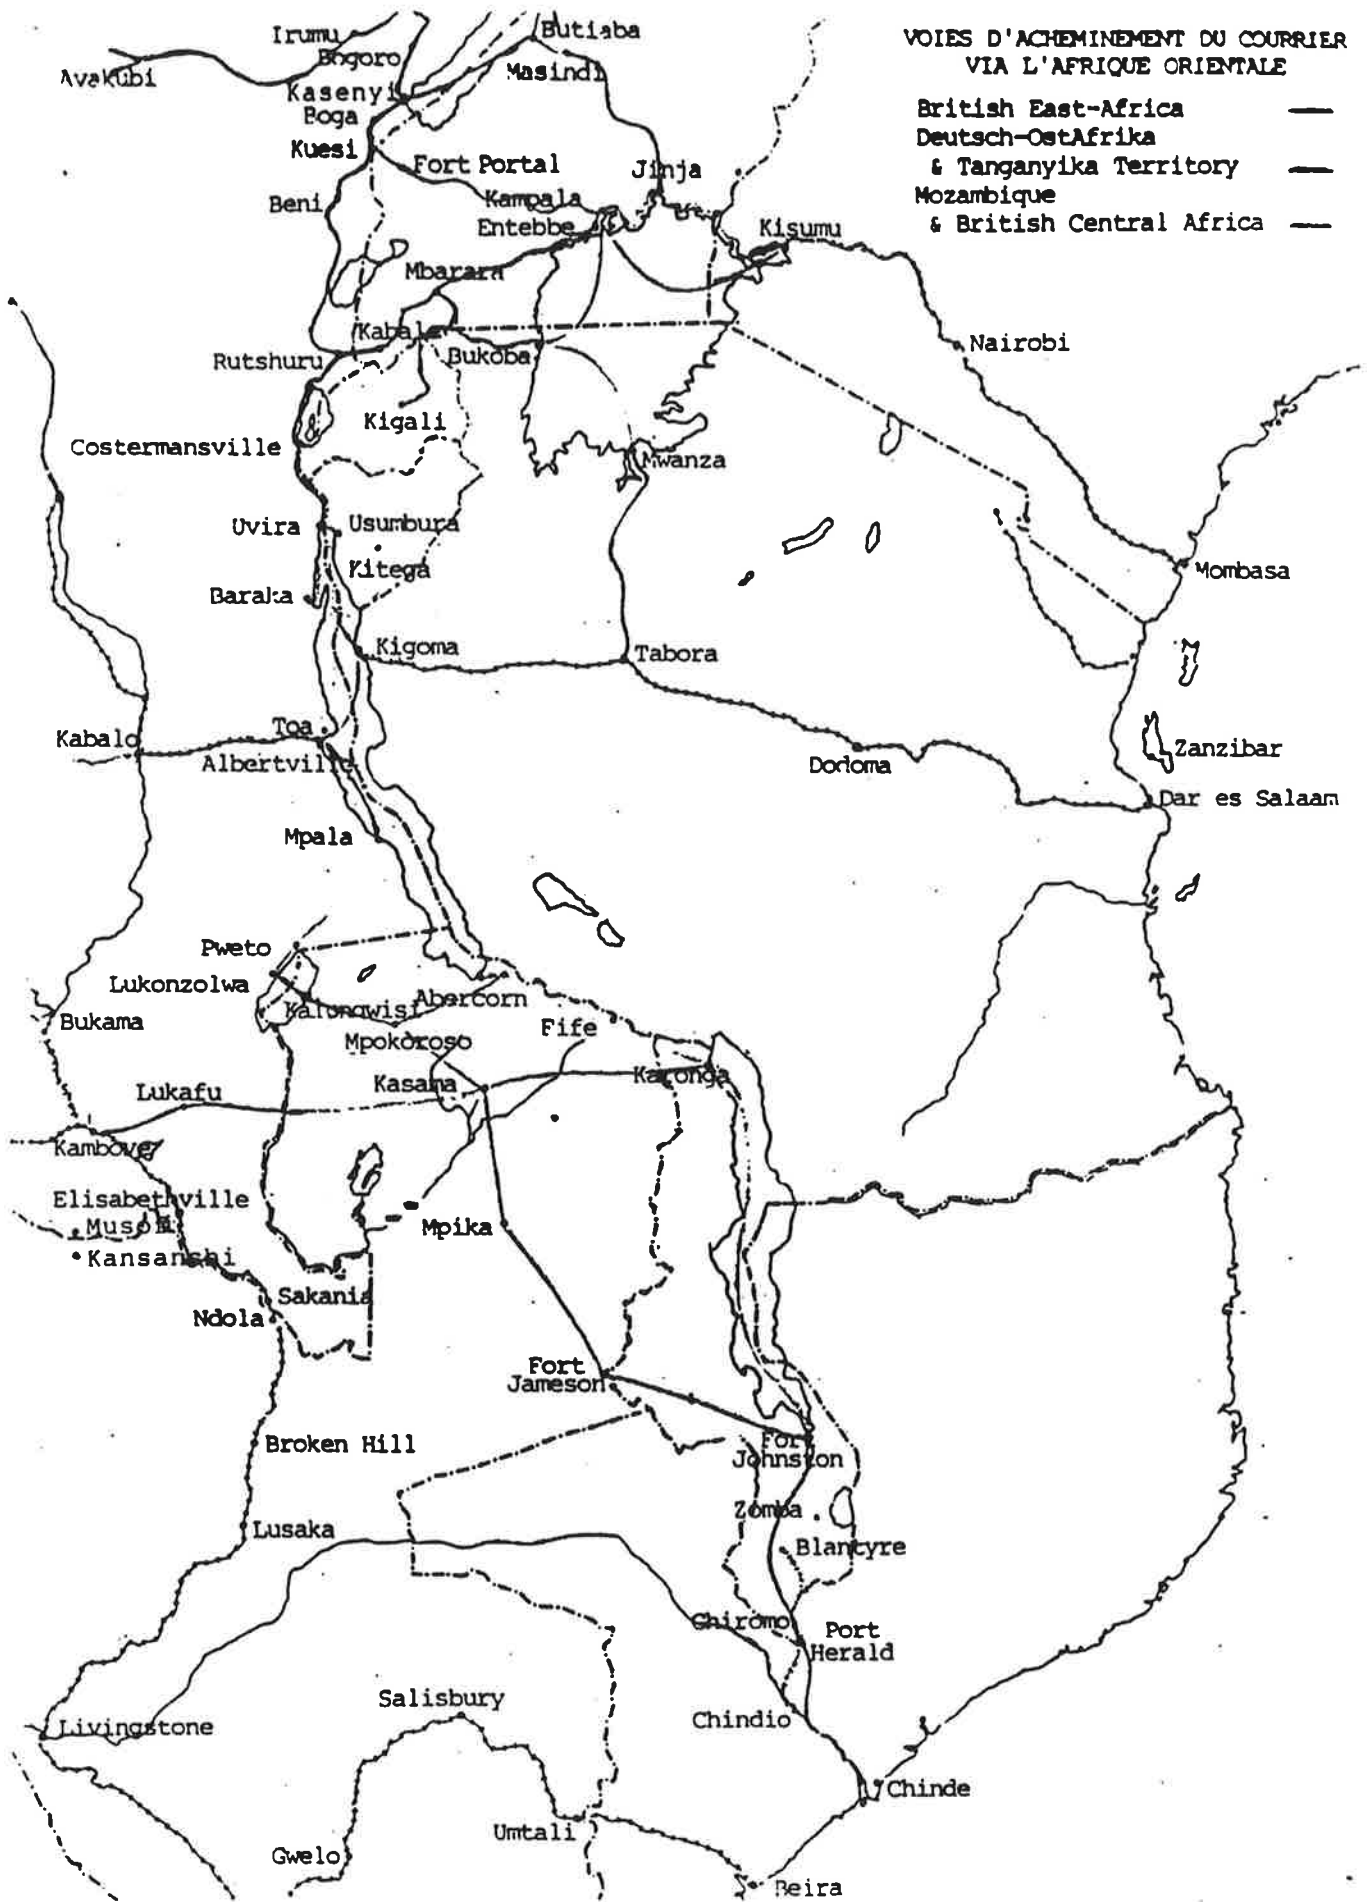 VOIES D'ACHEMINEMENT DU COURRIER
VIA L'AFRIQUE ORIENTALE
British East-Africa
Deutsch-OstAfrika
& Tanganyika Territory
Mozambique
& British Central Africa
Irumu
Butiaba
Bogoro
Avakubi
Masindi
Kasenyi
Boga
Kuesi
Fort Portal
Jinja
Beni
Kampala
Entebbe
Kisumu
Mbarara
Kabale
Nairobi
Rutshuru
Bukoba
Kigali
Costermansville
Mwanza
Uvira
Usumbura
Kitega
Mombasa
Baraka
Kigoma
Tabora
Toa
Kabalo
Albertville
Zanzibar
Dodoma
Dar es Salaam
Mpala
Pweto
Lukonzolwa
Abercorn
Kalungwisi
Bukama
Fife
Mpokoroso
Karonga
Kasama
Lukafu
Kambove
Elisabethville
Musofi
Mpika
Kansanshi
Sakania
Ndola
Fort
Jameson
Broken Hill
Fort
Johnston
Zomba
Lusaka
Blantyre
Chiromo
Port
Herald
Salisbury
Livingstone
Chindio
Chinde
Umtali
Gwelo
Beira